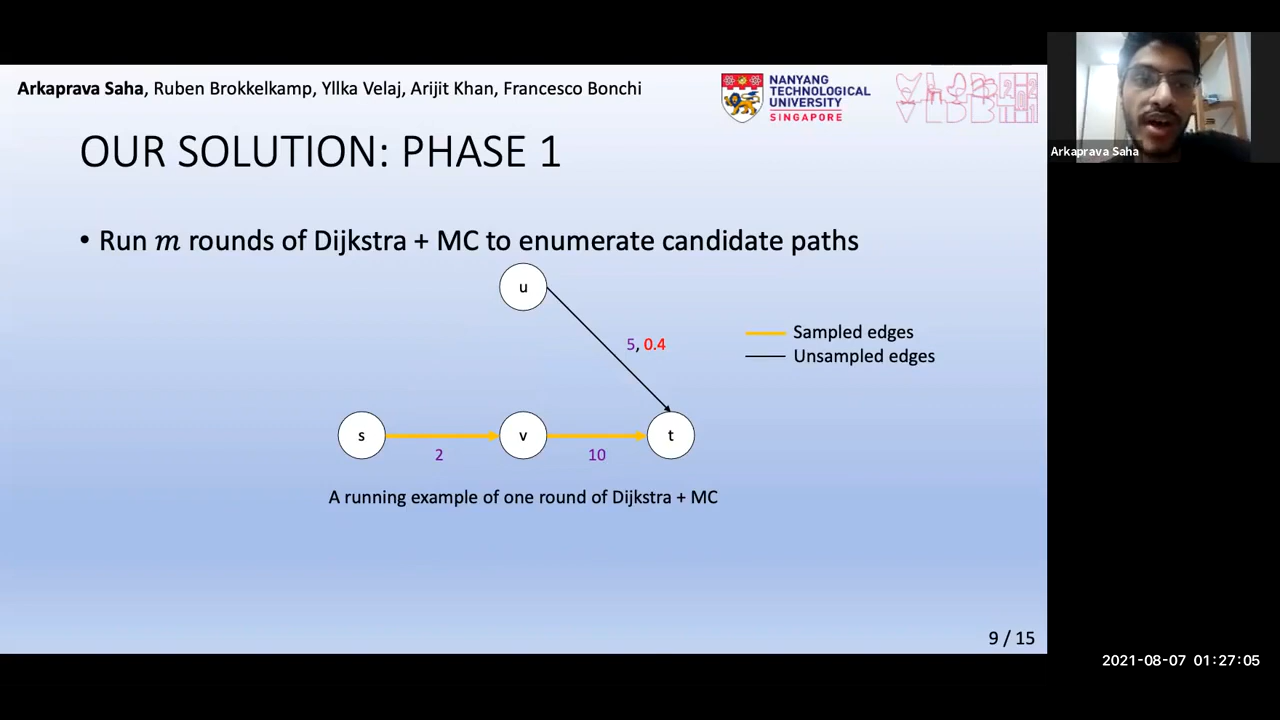 Arkaprava Saha, Ruben Brokkelkamp, Yllka Velaj, Arijit Khan, Francesco Bonchi
NANYANG
TECHNOLOGICAL
UNIVERSITY
SINGAPORE
OUR SOLUTION: PHASE 1
Arkaprava Saha
• Run m rounds of Dijkstra + MC to enumerate candidate paths
u
5, 0.4
Sampled edges
Unsampled edges
s
v
t
2
10
A running example of one round of Dijkstra + MC
9 / 15
2021-08-07 01:27:05